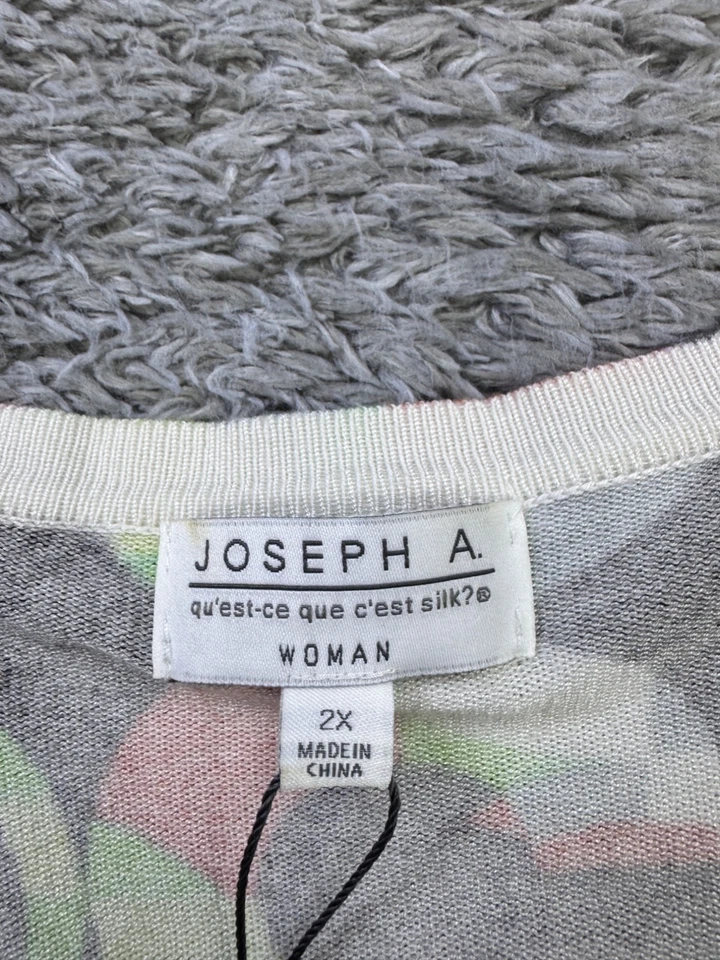 JOSEPH A.
qu'est-ce que c'est silk?®
WOMAN
2X
MADE IN
CHINA